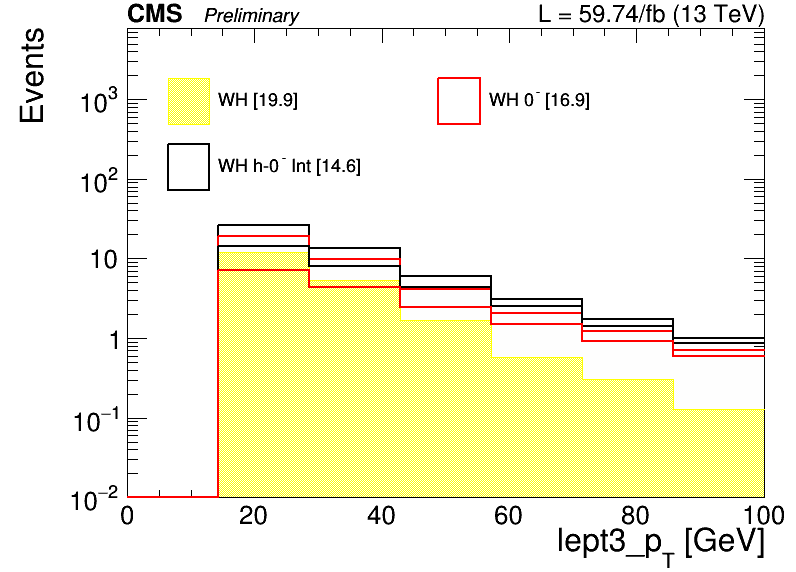 CMS Preliminary L = 59.74/fb (13 TeV)
Events
WH [19.9]
WH 0⁻ [16.9]
WH h-0⁻ Int [14.6]
10³
10²
10
1
10⁻¹
10⁻²
0 20 40 60 80 100
lept3_p_T [GeV]